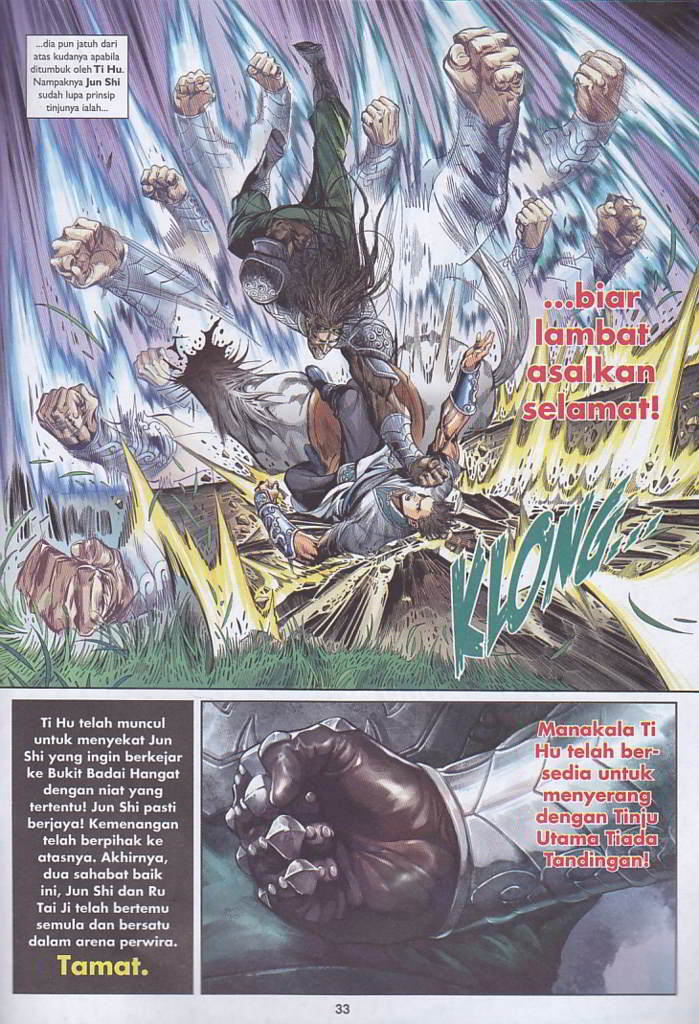 ...dia pun jatuh dari
atas kudanya apabila
ditumbuk oleh Ti Hu.
Nampaknya Jun Shi
sudah lupa prinsip
tinjunya ialah...
...biar
lambat
asalkan
selamat!
KLONG...
Ti Hu telah muncul
untuk menyekat Jun
Shi yang ingin berkejar
ke Bukit Badai Hangat
dengan niat yang
tertentu! Jun Shi pasti
berjaya! Kemenangan
telah berpihak ke
atasnya. Akhirnya,
dua sahabat baik
ini, Jun Shi dan Ru
Tai Ji telah bertemu
semula dan bersatu
dalam arena perwira.
Tamat.
Manakala Ti
Hu telah ber-
sedia untuk
menyerang
dengan Tinju
Utama Tiada
Tandingan!
33